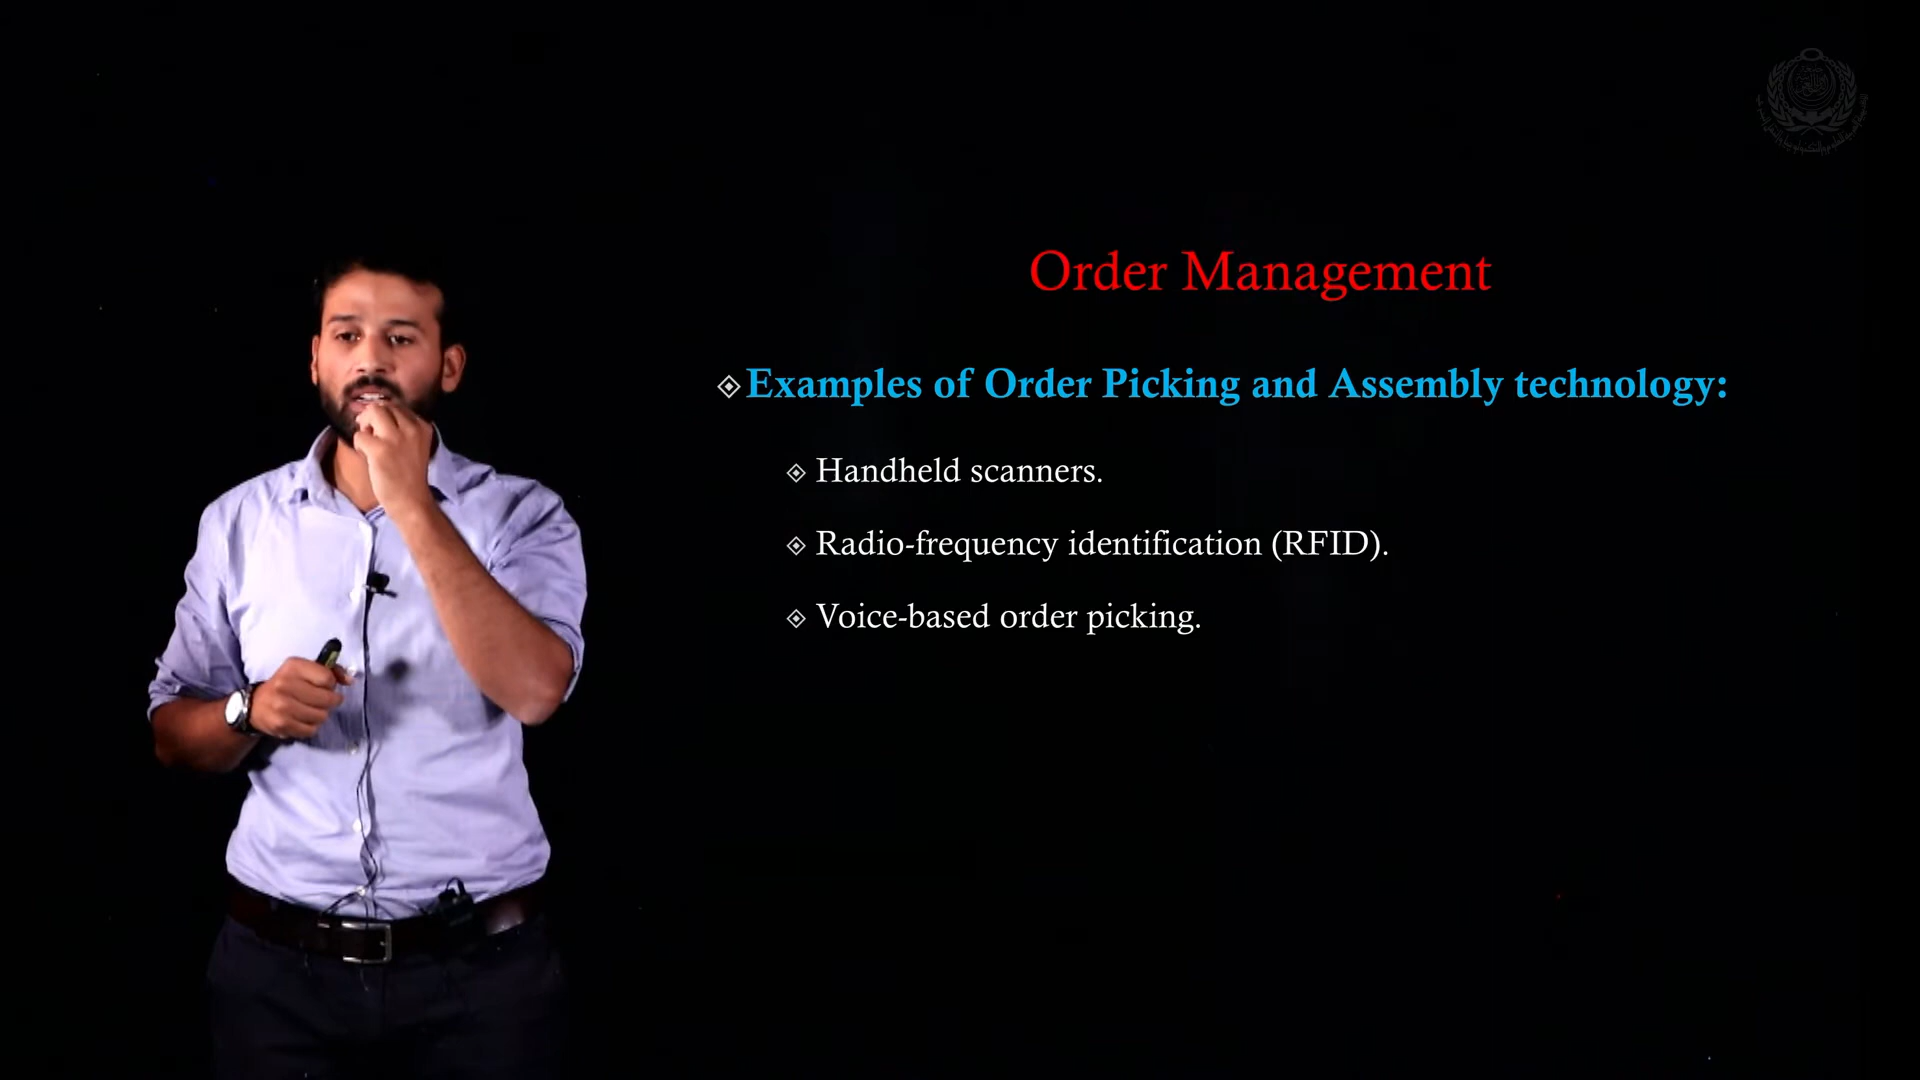 Order Management
Examples of Order Picking and Assembly technology:
Handheld scanners.
Radio-frequency identification (RFID).
Voice-based order picking.